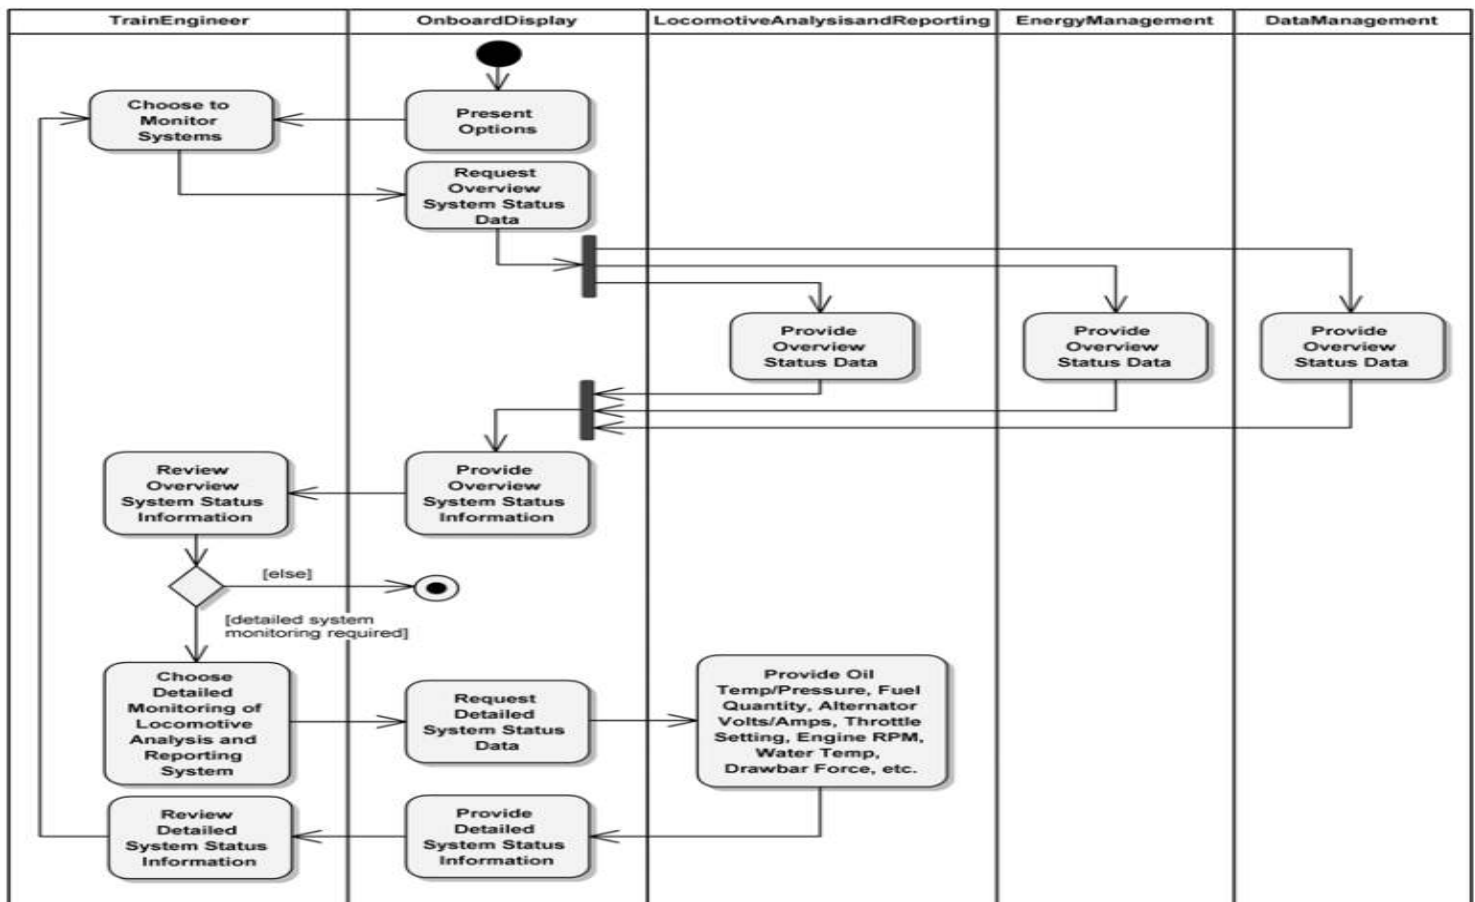 TrainEngineer
OnboardDisplay
LocomotiveAnalysisandReporting
EnergyManagement
DataManagement
Choose to
Monitor
Systems
Present
Options
Request
Overview
System Status
Data
Provide
Overview
Status Data
Provide
Overview
Status Data
Provide
Overview
Status Data
Review
Overview
System Status
Information
Provide
Overview
System Status
Information
[else]
[detailed system
monitoring required]
Choose
Detailed
Monitoring of
Locomotive
Analysis and
Reporting
System
Request
Detailed
System Status
Data
Provide Oil
Temp/Pressure, Fuel
Quantity, Alternator
Volts/Amps, Throttle
Setting, Engine RPM,
Water Temp,
Drawbar Force, etc.
Review
Detailed
System Status
Information
Provide
Detailed
System Status
Information